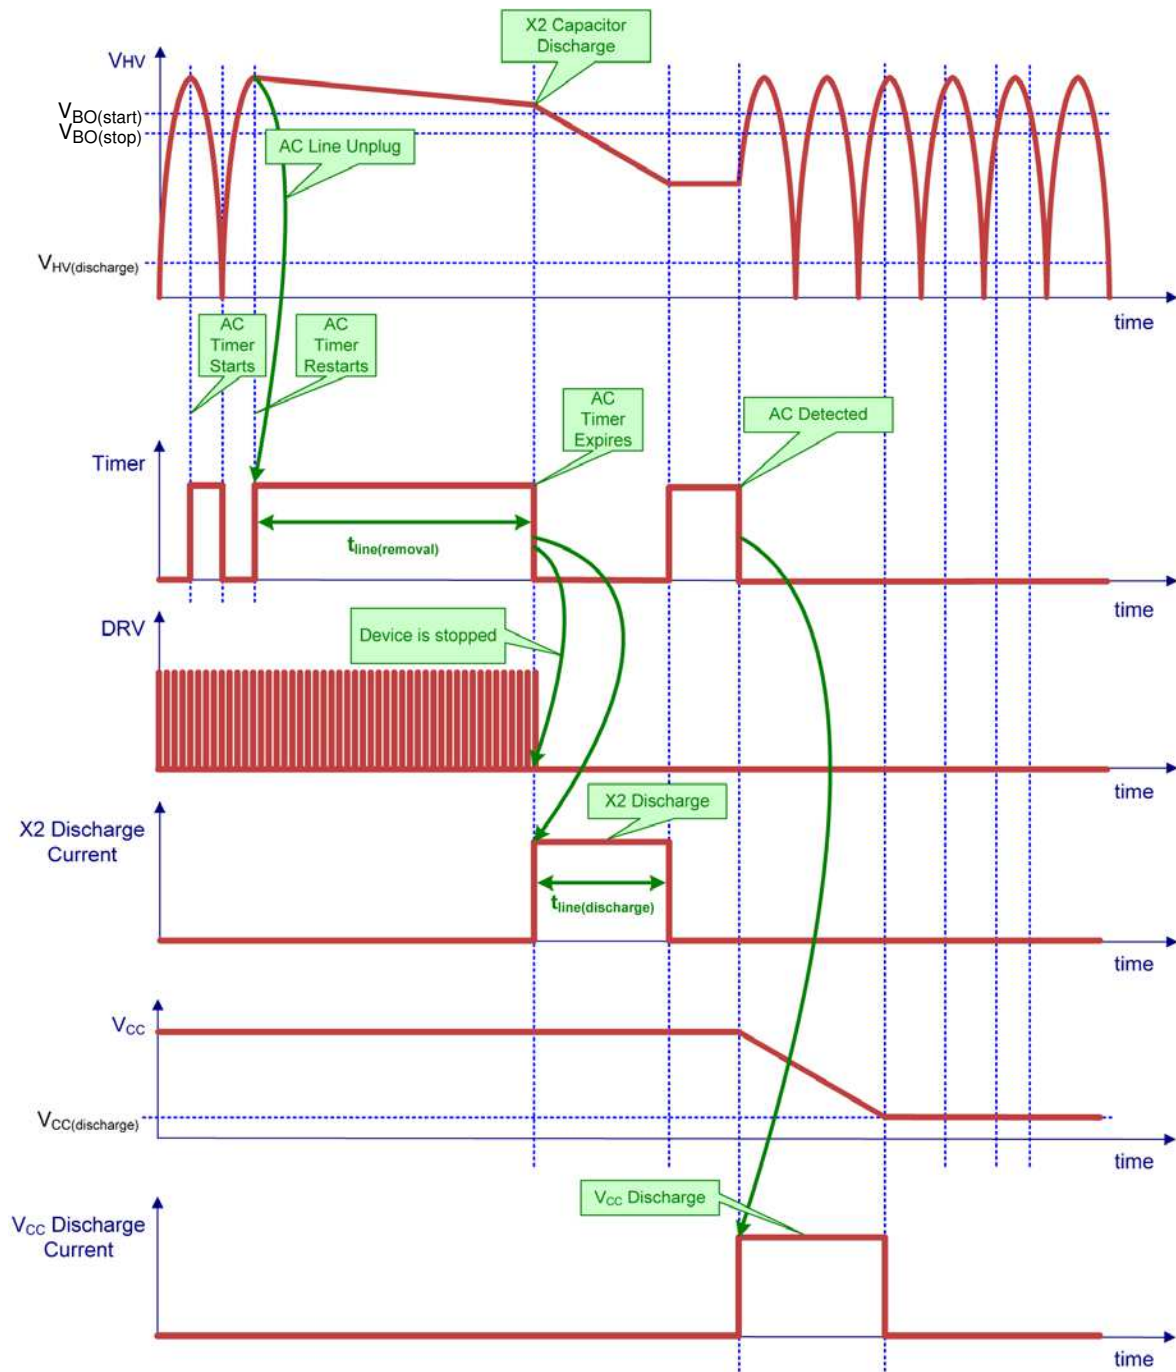 X2 Capacitor
Discharge
VHV
VBO(start)
VBO(stop)
AC Line Unplug
VHV(discharge)
time
AC
Timer
Starts
AC
Timer
Restarts
AC
Timer
Expires
AC Detected
Timer
tline(removal)
time
DRV
Device is stopped
time
X2 Discharge
X2 Discharge
Current
tline(discharge)
time
VCC
VCC(discharge)
time
VCC Discharge
VCC Discharge
Current
time